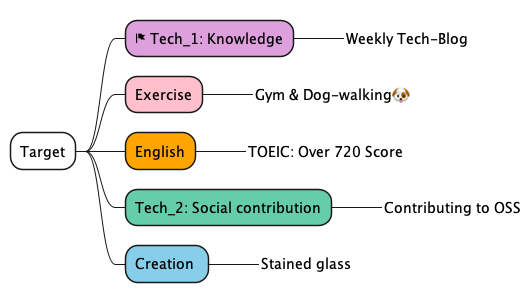 Tech_1: Knowledge
Weekly Tech-Blog
Exercise
Gym & Dog-walking🐶
Target
English
TOEIC: Over 720 Score
Tech_2: Social contribution
Contributing to OSS
Creation
Stained glass